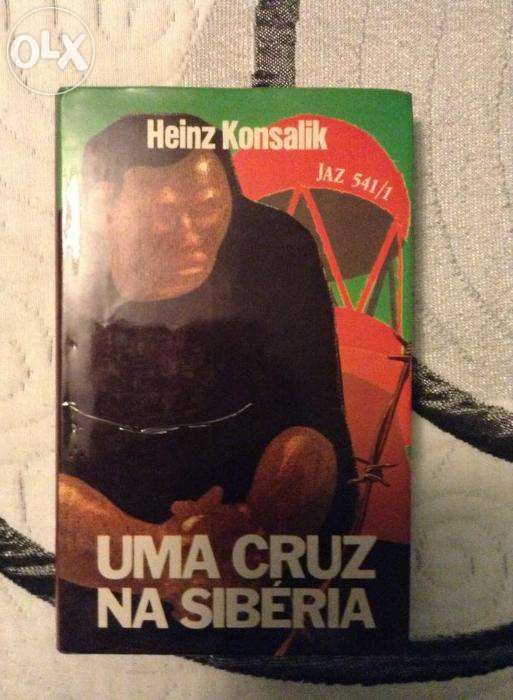 OLX
Heinz Konsalik
JAZ 541/1
UMA CRUZ
NA SIBÉRIA